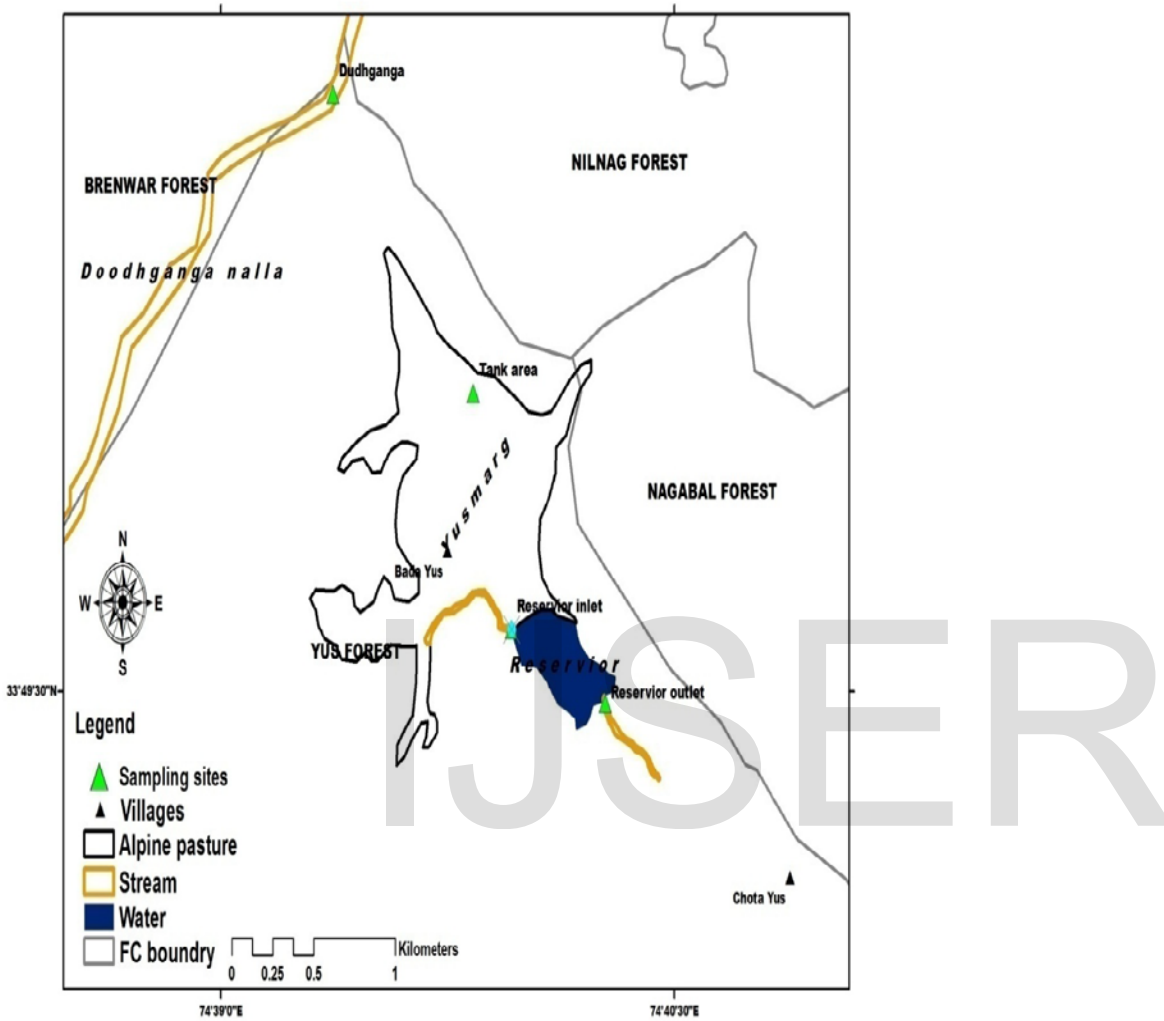 Dudhganga
NILNAG FOREST
BRENWAR FOREST
Doodhganga nalla
Tank area
Yusmarg
NAGABAL FOREST
N
W E
S
Bada Yus
Reservior inlet
YUS FOREST
Reservior
33°49'30"N
Reservior outlet
Legend
Sampling sites
Villages
Alpine pasture
Stream
Water
FC boundry
Chota Yus
Kilometers
0 0.25 0.5 1
74°39'0"E 74°40'30"E
IJSER